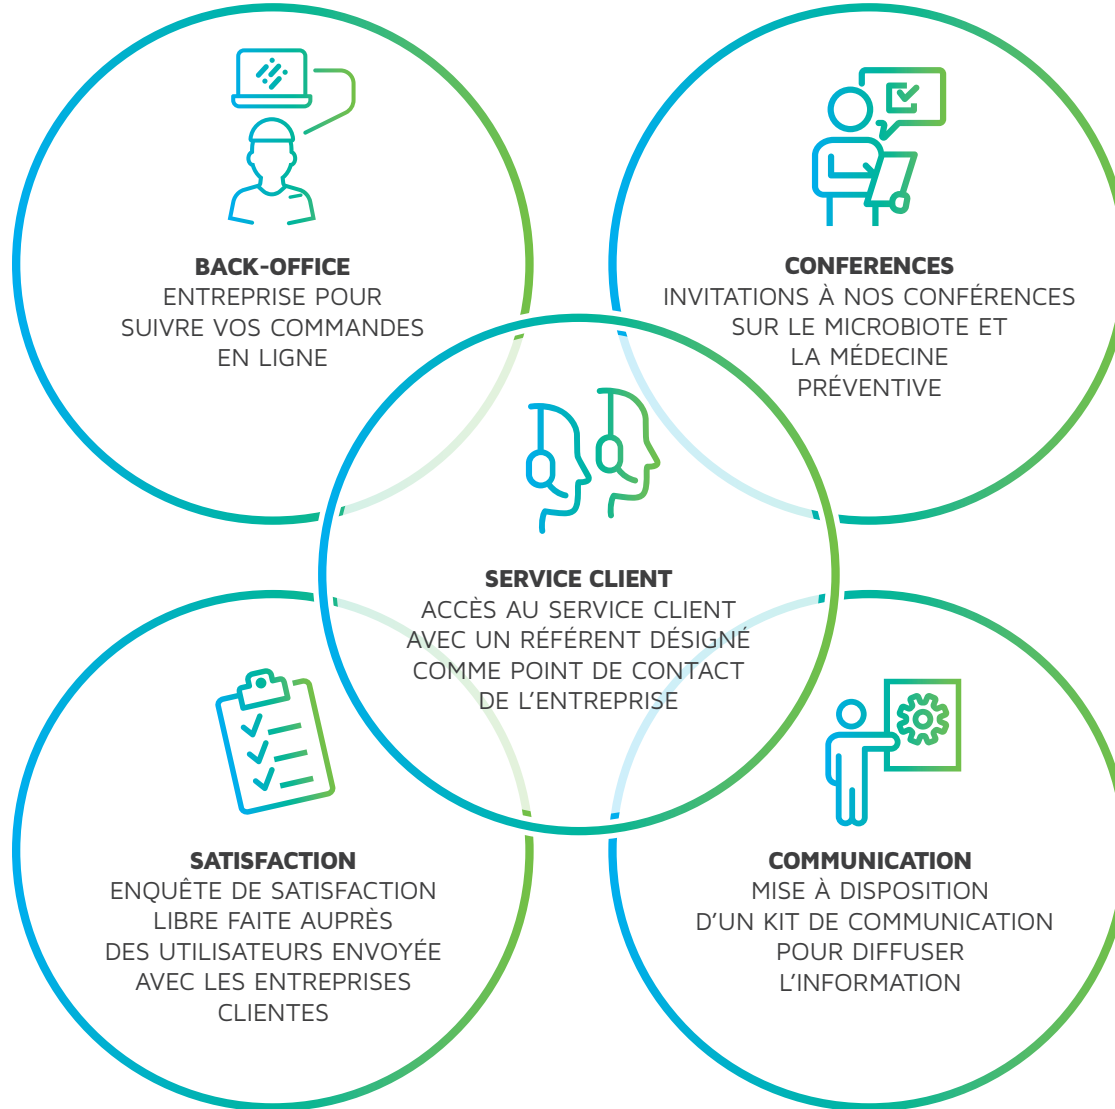 BACK-OFFICE
ENTREPRISE POUR
SUIVRE VOS COMMANDES
EN LIGNE
CONFERENCES
INVITATIONS À NOS CONFÉRENCES
SUR LE MICROBIOTE ET
LA MÉDECINE
PRÉVENTIVE
SERVICE CLIENT
ACCÈS AU SERVICE CLIENT
AVEC UN RÉFÉRENT DÉSIGNÉ
COMME POINT DE CONTACT
DE L’ENTREPRISE
SATISFACTION
ENQUÊTE DE SATISFACTION
LIBRE FAITE AUPRÈS
DES UTILISATEURS ENVOYÉE
AVEC LES ENTREPRISES
CLIENTES
COMMUNICATION
MISE À DISPOSITION
D’UN KIT DE COMMUNICATION
POUR DIFFUSER
L’INFORMATION